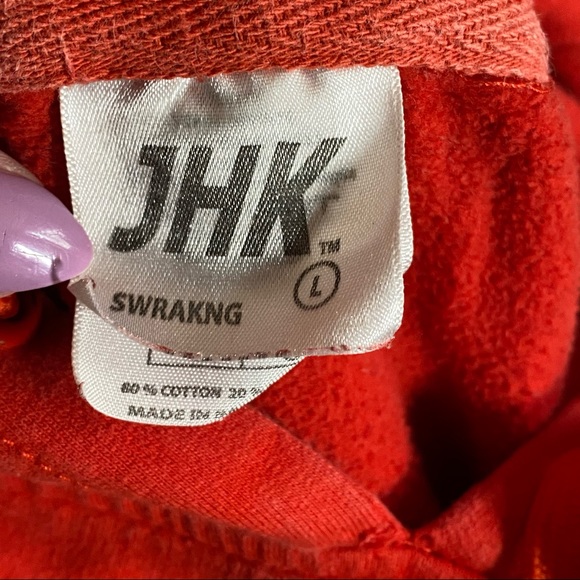 JHK
TM
L
SWRAKNG
80 % COTTON 20 %
MADE IN